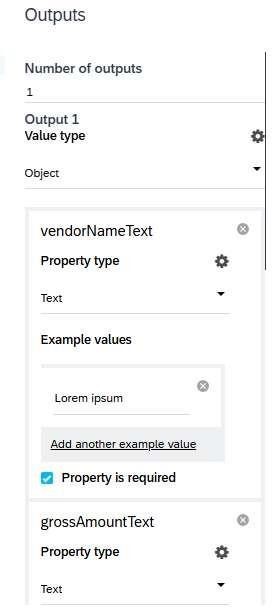 Outputs
Number of outputs
1
Output 1
Value type
Object
vendorNameText
Property type
Text
Example values
Lorem ipsum
Add another example value
Property is required
grossAmountText
Property type
Text